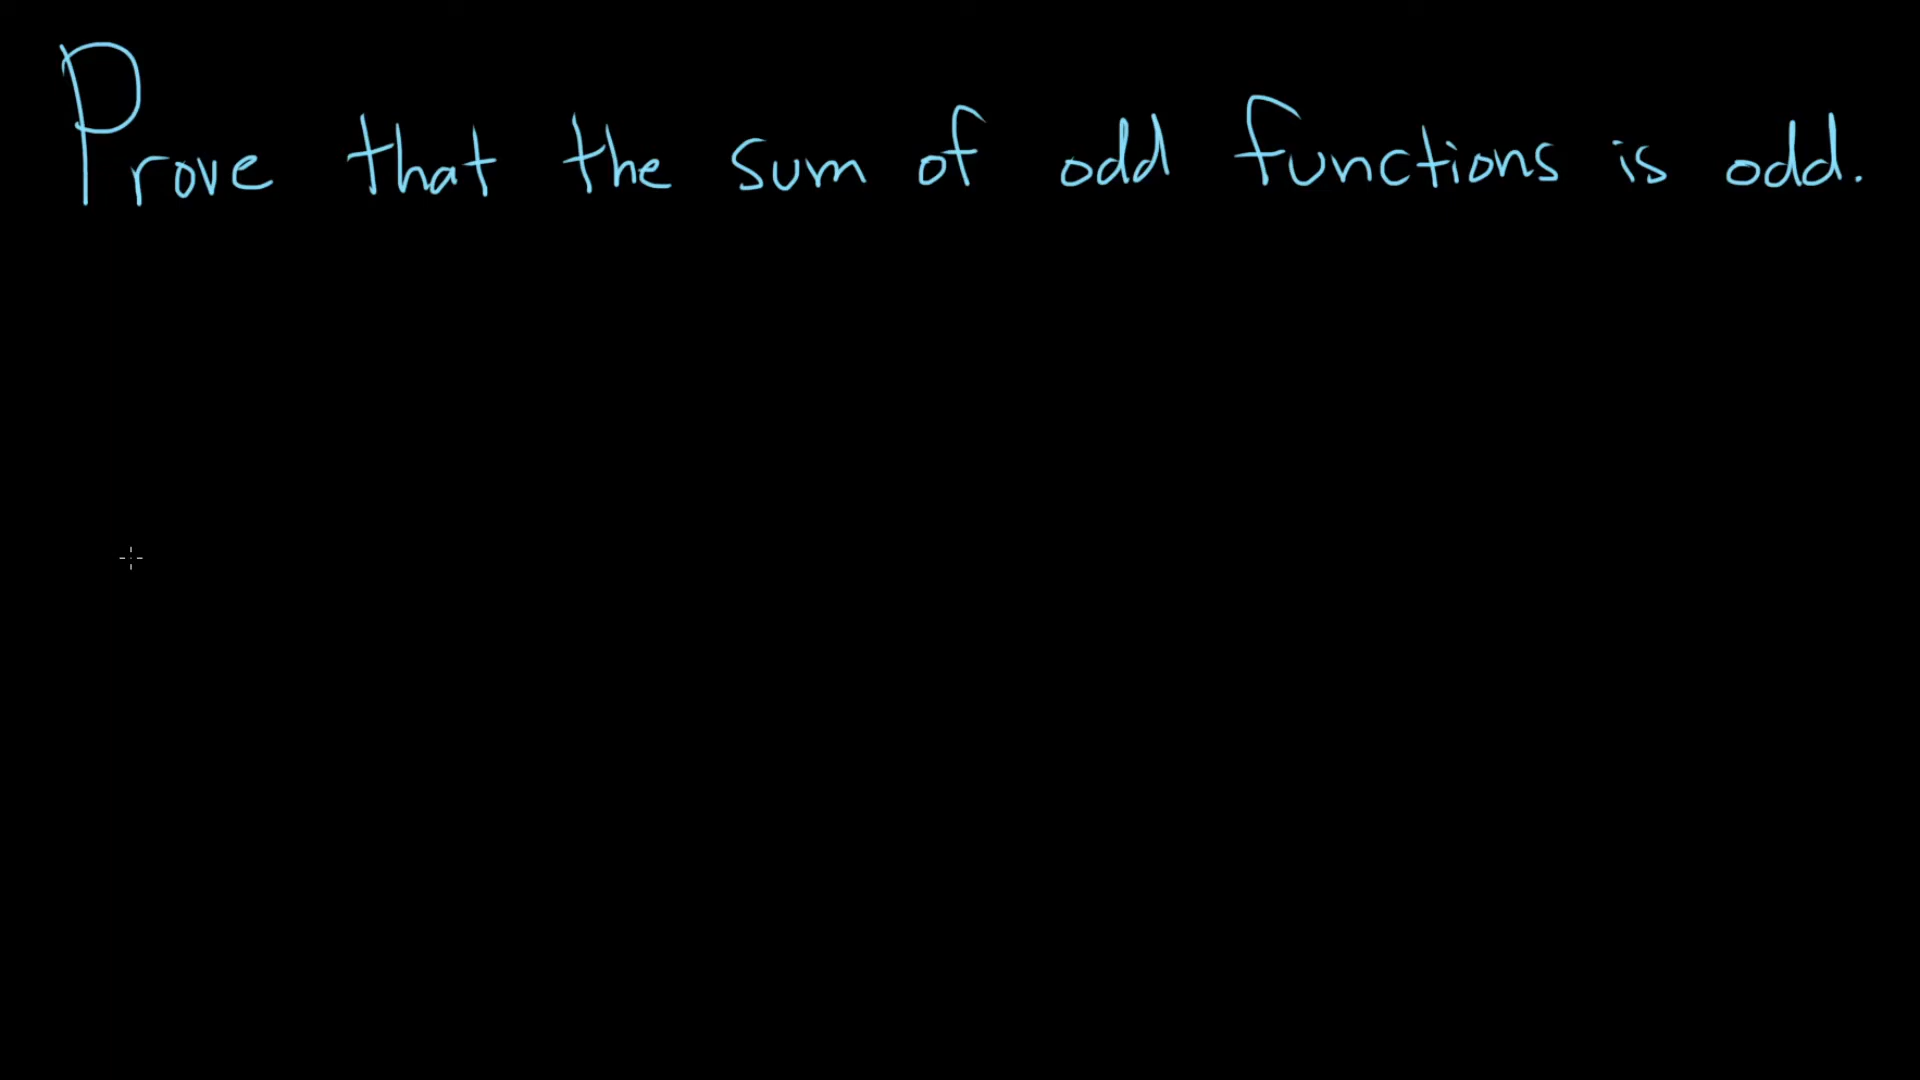 Prove that the sum of odd functions is odd.